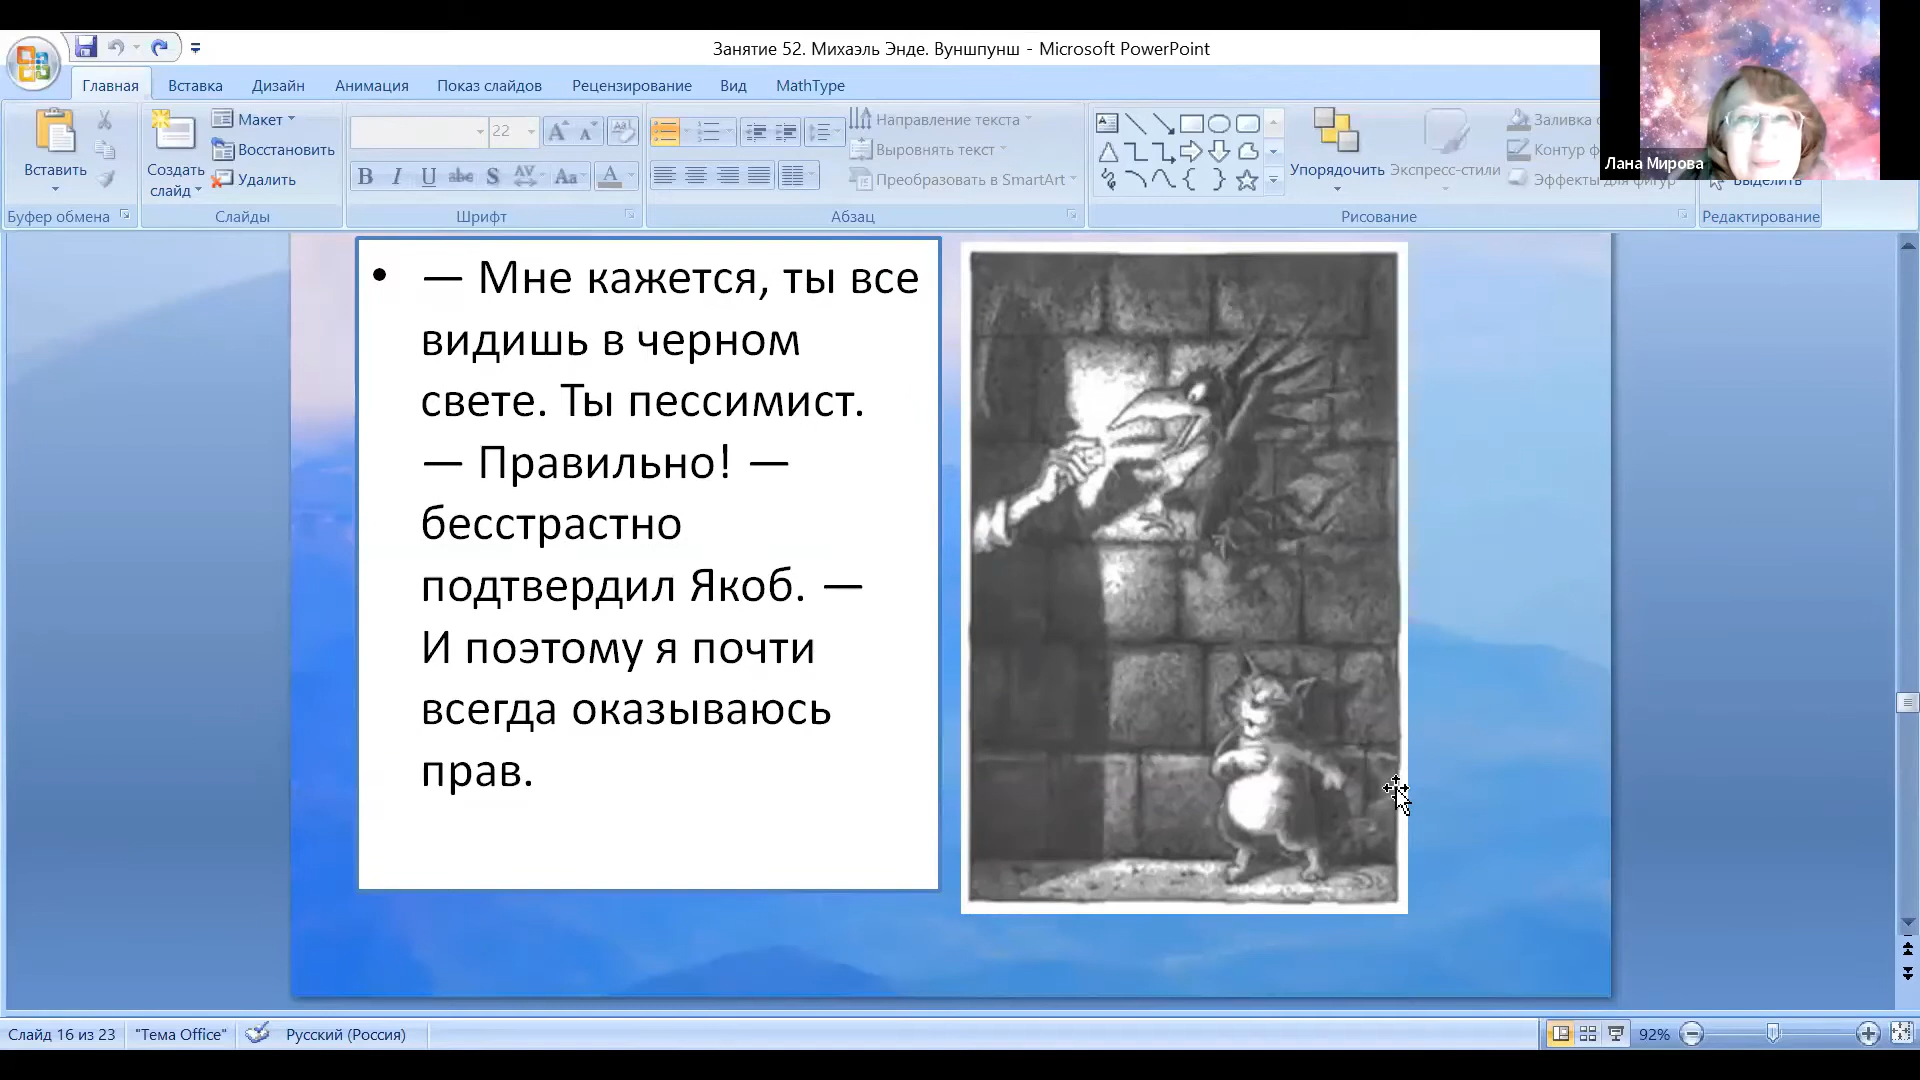 Занятие 52. Михаэль Энде. Вуншпунш - Microsoft PowerPoint
Главная Вставка Дизайн Анимация Показ слайдов Рецензирование Вид MathType
Вставить
Буфер обмена
Создать слайд
Макет
Восстановить
Удалить
Слайды
22
Ж К Ч abc S AV Aa A
Шрифт
Направление текста
Выровнять текст
Преобразовать в SmartArt
Абзац
Упорядочить
Экспресс-стили
Заливка
Контур
Эффекты для фигур
Рисование
Выделить
Редактирование
Лана Мирова
• — Мне кажется, ты все
видишь в черном
свете. Ты пессимист.
— Правильно! —
бесстрастно
подтвердил Якоб. —
И поэтому я почти
всегда оказываюсь
прав.
Слайд 16 из 23 "Тема Office" Русский (Россия) 92%